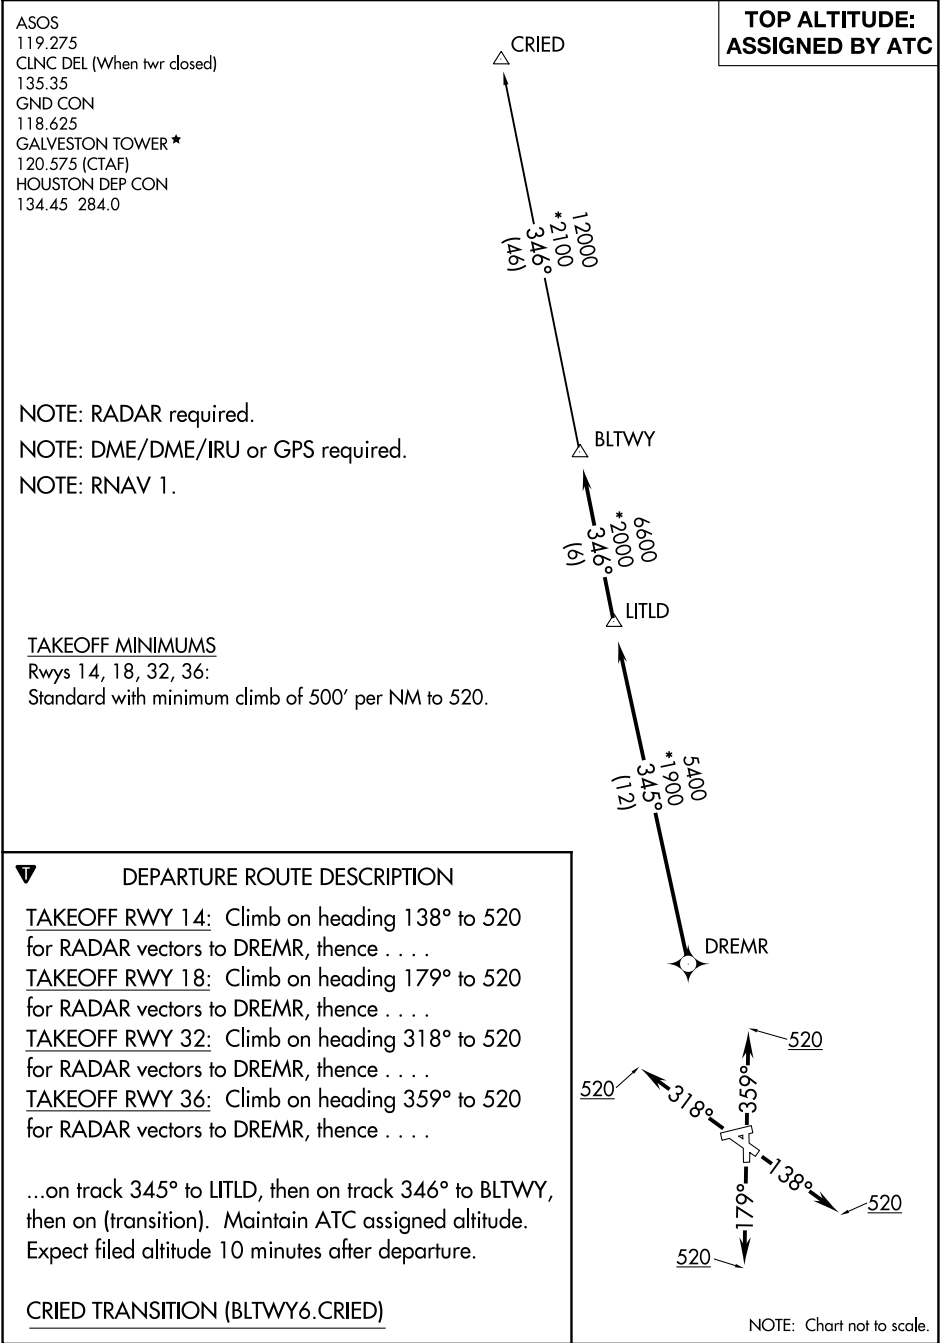 ASOS
119.275
CLNC DEL (When twr closed)
135.35
GND CON
118.625
GALVESTON TOWER★
120.575 (CTAF)
HOUSTON DEP CON
134.45 284.0
TOP ALTITUDE:
ASSIGNED BY ATC
CRIED
12000
*2100
346°
(46)
NOTE: RADAR required.
NOTE: DME/DME/IRU or GPS required.
NOTE: RNAV 1.
BLTWY
6600
*2000
346°
(6)
LITLD
TAKEOFF MINIMUMS
Rwys 14, 18, 32, 36:
Standard with minimum climb of 500' per NM to 520.
5400
*1900
345°
(12)
DREMR
T
DEPARTURE ROUTE DESCRIPTION
TAKEOFF RWY 14: Climb on heading 138° to 520
for RADAR vectors to DREMR, thence . . . .
TAKEOFF RWY 18: Climb on heading 179° to 520
for RADAR vectors to DREMR, thence . . . .
TAKEOFF RWY 32: Climb on heading 318° to 520
for RADAR vectors to DREMR, thence . . . .
TAKEOFF RWY 36: Climb on heading 359° to 520
for RADAR vectors to DREMR, thence . . . .
...on track 345° to LITLD, then on track 346° to BLTWY,
then on (transition). Maintain ATC assigned altitude.
Expect filed altitude 10 minutes after departure.
CRIED TRANSITION (BLTWY6.CRIED)
520
359°
520
318°
138°
520
179°
520
NOTE: Chart not to scale.